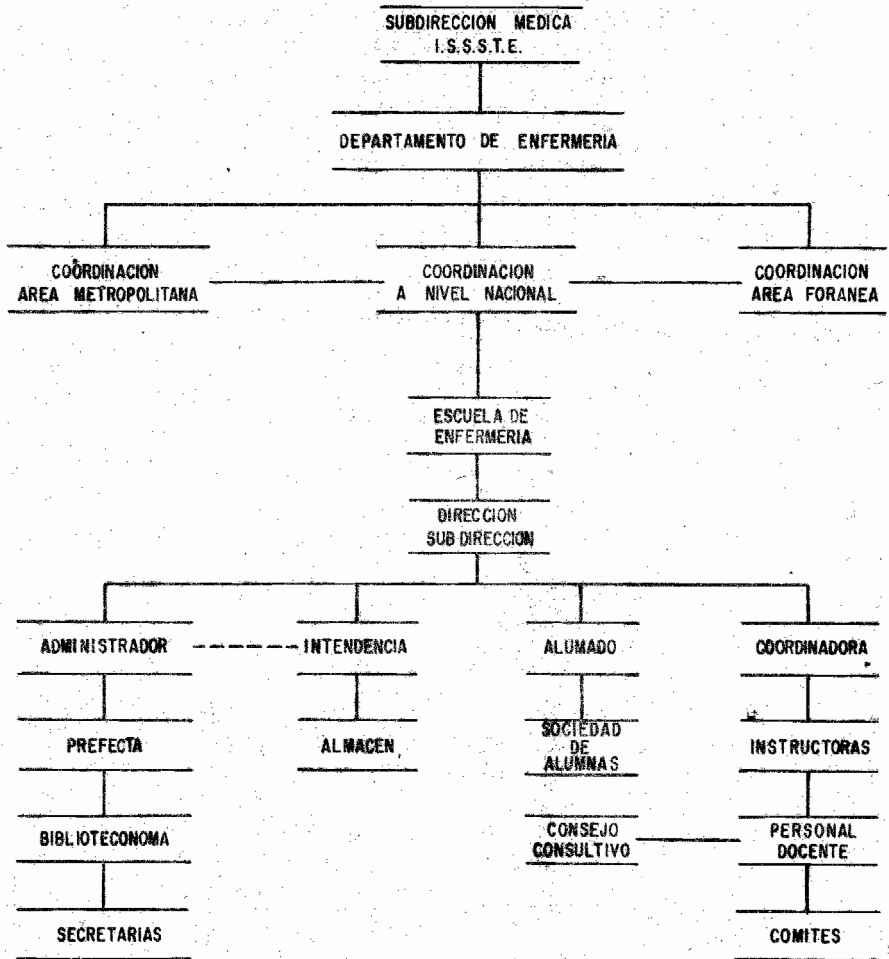 SUBDIRECCION MEDICA
I.S.S.S.T.E.
DEPARTAMENTO DE ENFERMERIA
COORDINACION
AREA METROPOLITANA
COORDINACION
A NIVEL NACIONAL
COORDINACION
AREA FORANEA
ESCUELA DE
ENFERMERIA
DIRECCION
SUB DIRECCION
ADMINISTRADOR
INTENDENCIA
ALUMADO
COORDINADORA
PREFECTA
ALMACEN
SOCIEDAD
DE
ALUMNAS
INSTRUCTORAS
BIBLIOTECONOMA
CONSEJO
CONSULTIVO
PERSONAL
DOCENTE
SECRETARIAS
COMITES